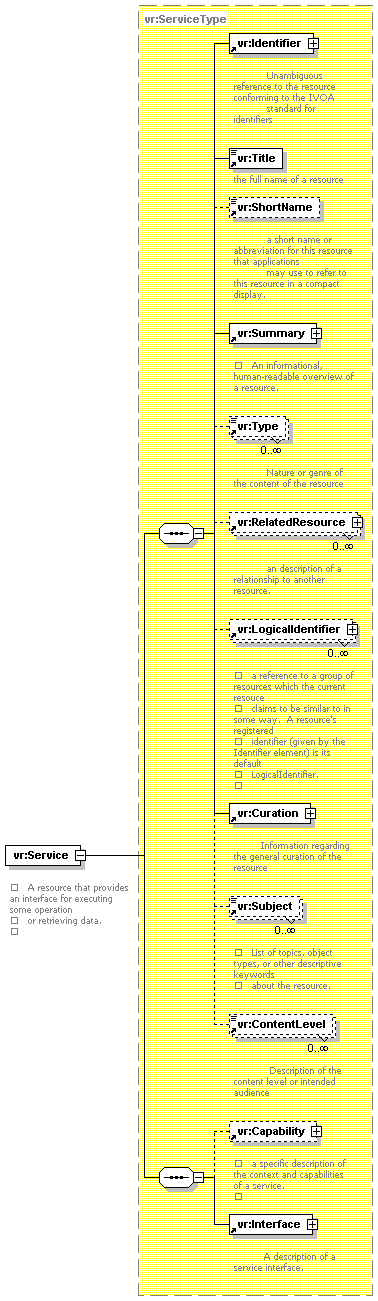 vr:ServiceType
vr:Identifier
Unambiguous
reference to the resource
conforming to the IVOA
standard for
identifiers
vr:Title
the full name of a resource
vr:ShortName
a short name or
abbreviation for this resource
that applications
may use to refer to
this resource in a compact
display.
vr:Summary
An informational,
human-readable overview of
a resource.
vr:Type
0..∞
Nature or genre of
the content of the resource
vr:RelatedResource
0..∞
an description of a
relationship to another
resource.
vr:LogicalIdentifier
0..∞
a reference to a group of
resources which the current
resouce
claims to be similar to in
some way. A resource's
registered
identifier (given by the
Identifier element) is its
default
LogicalIdentifier.
vr:Curation
Information regarding
the general curation of the
resource
vr:Service
A resource that provides
an interface for executing
some operation
or retrieving data.
vr:Subject
0..∞
List of topics, object
types, or other descriptive
keywords
about the resource.
vr:ContentLevel
0..∞
Description of the
content level or intended
audience
vr:Capability
a specific description of
the context and capabilities
of a service.
vr:Interface
A description of a
service interface.